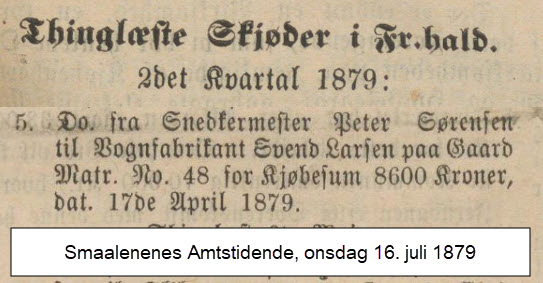 Thinglæste Skjøder i Fr.hald.
2det Kvartal 1879:
5. Do. fra Snedkermester Peter Sørensen
til Vognfabrikant Svend Larsen paa Gaard
Matr. No. 48 for Kjøbesum 8600 Kroner,
dat. 17de April 1879.
Smaalenenes Amtstidende, onsdag 16. juli 1879